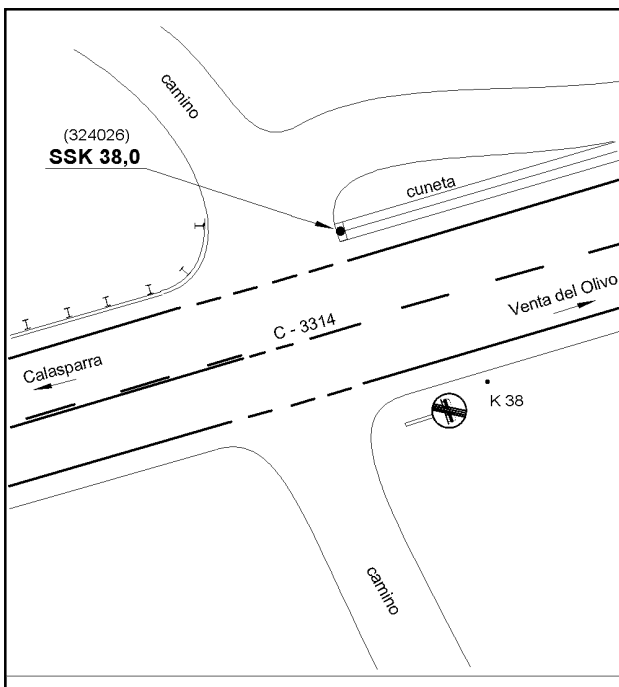 camino
(324026)
SSK 38,0
cuneta
Venta del Olivo
C - 3314
Calasparra
K 38
camino